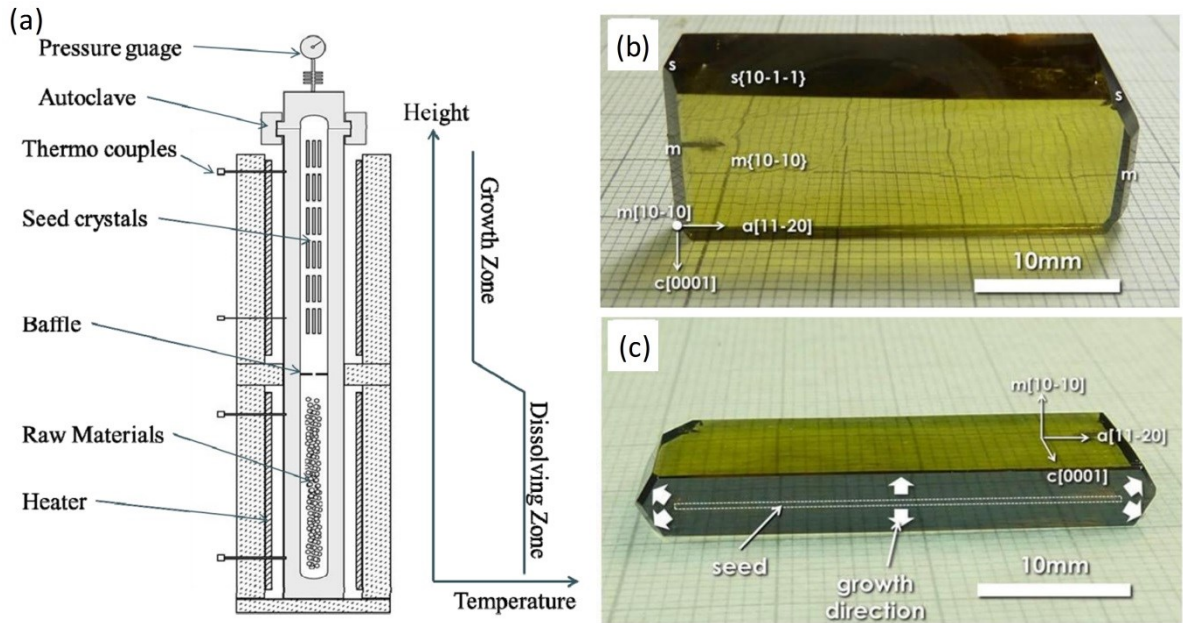 (a)
Pressure guage
Autoclave
Thermo couples
Seed crystals
Baffle
Raw Materials
Heater
Height
Growth Zone
Dissolving Zone
Temperature
(b)
s
s{10-1-1}
s
m
m{10-10}
m
m[10-10]
a[11-20]
c[0001]
10mm
(c)
m[10-10]
a[11-20]
c[0001]
seed
growth
direction
10mm